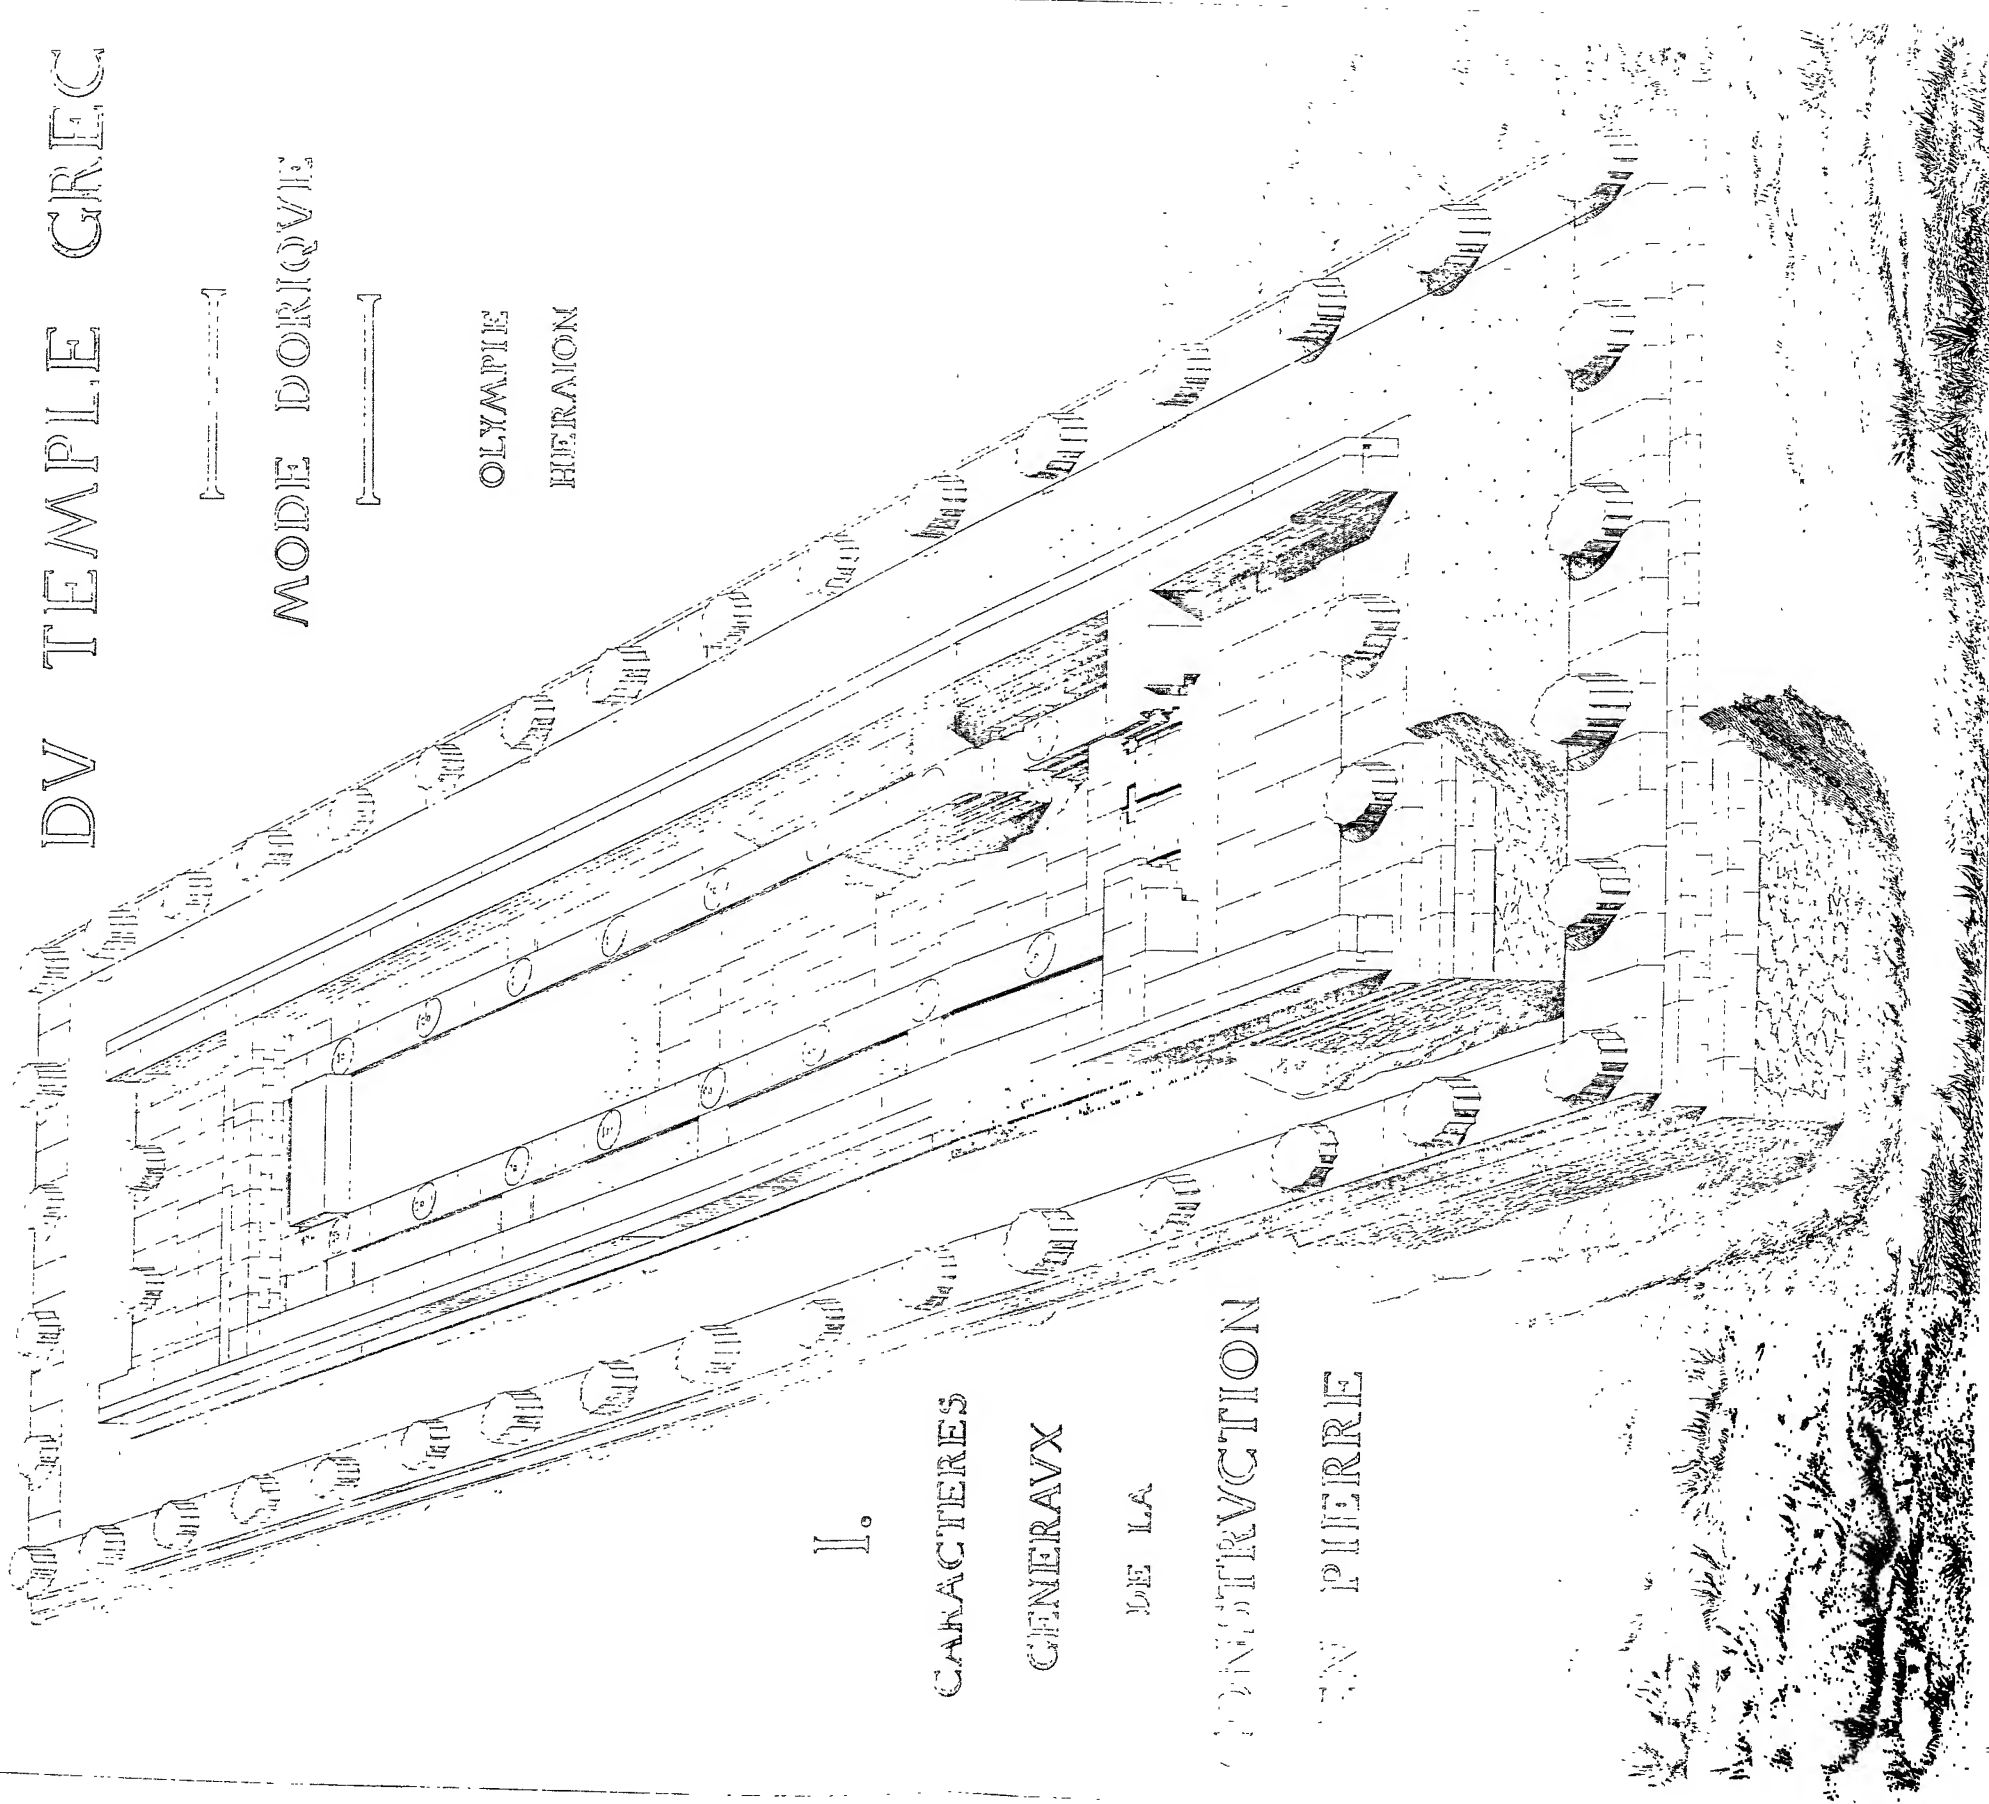 DV TEMPLE GREC
MODE DORIQVE
OLYMPIE
HERAION
I.
CARACTERES
GENERAVX
DE LA
CONSTRVCTION
EN PIERRE